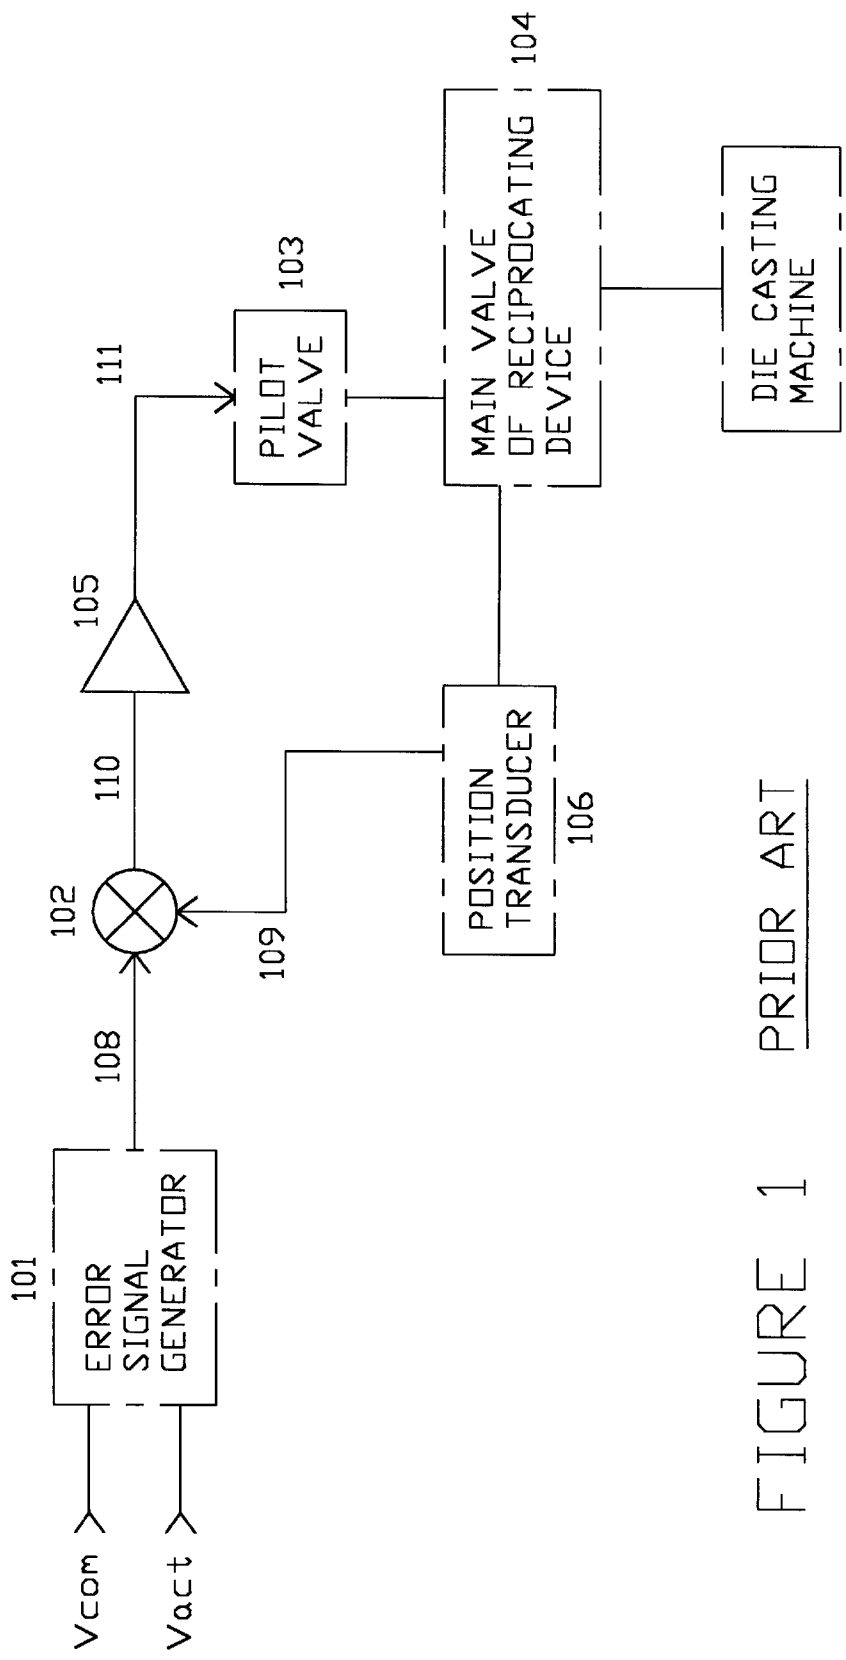 Vcom
Vact
101
ERROR
SIGNAL
GENERATOR
108
102
109
110
105
111
PILOT
VALVE
103
MAIN VALVE
OF RECIPROCATING
DEVICE
104
POSITION
TRANSDUCER
106
DIE CASTING
MACHINE
FIGURE 1
PRIOR ART